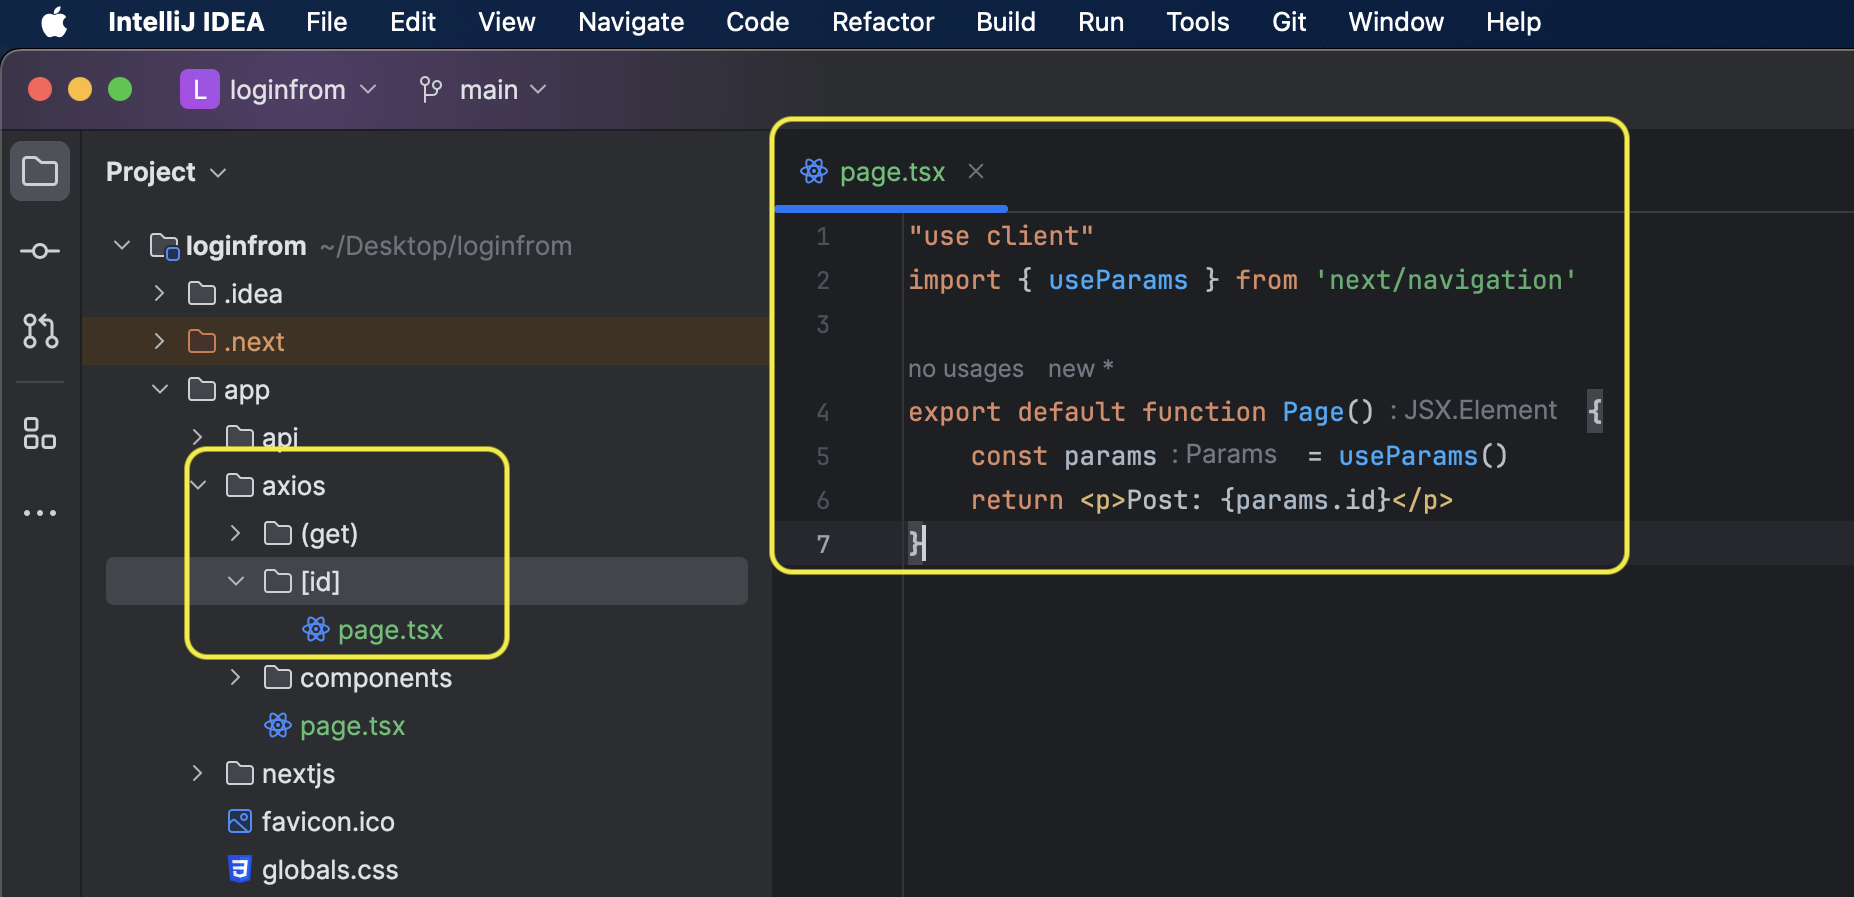 IntelliJ IDEA File Edit View Navigate Code Refactor Build Run Tools Git Window Help
L loginfrom main
Project
loginfrom ~/Desktop/loginfrom
.idea
.next
app
api
axios
(get)
[id]
page.tsx
components
page.tsx
nextjs
favicon.ico
globals.css
page.tsx
1 "use client"
2 import { useParams } from 'next/navigation'
3
no usages new *
4 export default function Page() : JSX.Element {
5 const params : Params = useParams()
6 return <p>Post: {params.id}</p>
7 }